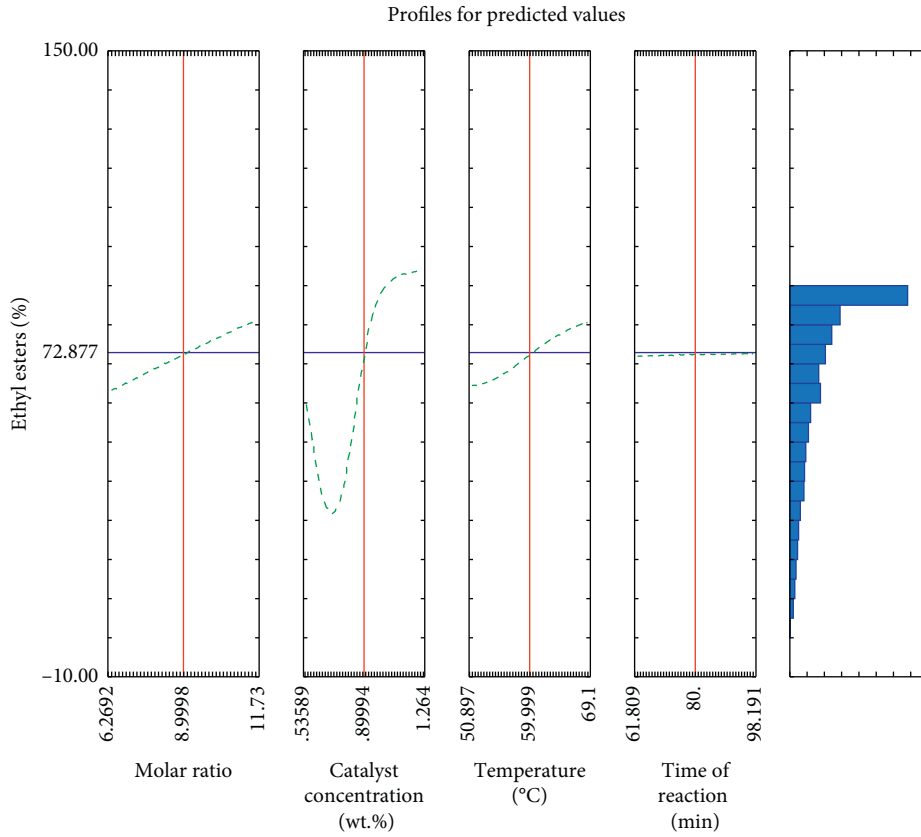 Profiles for predicted values
150.00
72.877
–10.00
Ethyl esters (%)
6.2692
8.9998
11.73
.53589
.89994
1.264
50.897
59.999
69.1
61.809
80.
98.191
Molar ratio
Catalyst
concentration
(wt.%)
Temperature
(°C)
Time of
reaction
(min)